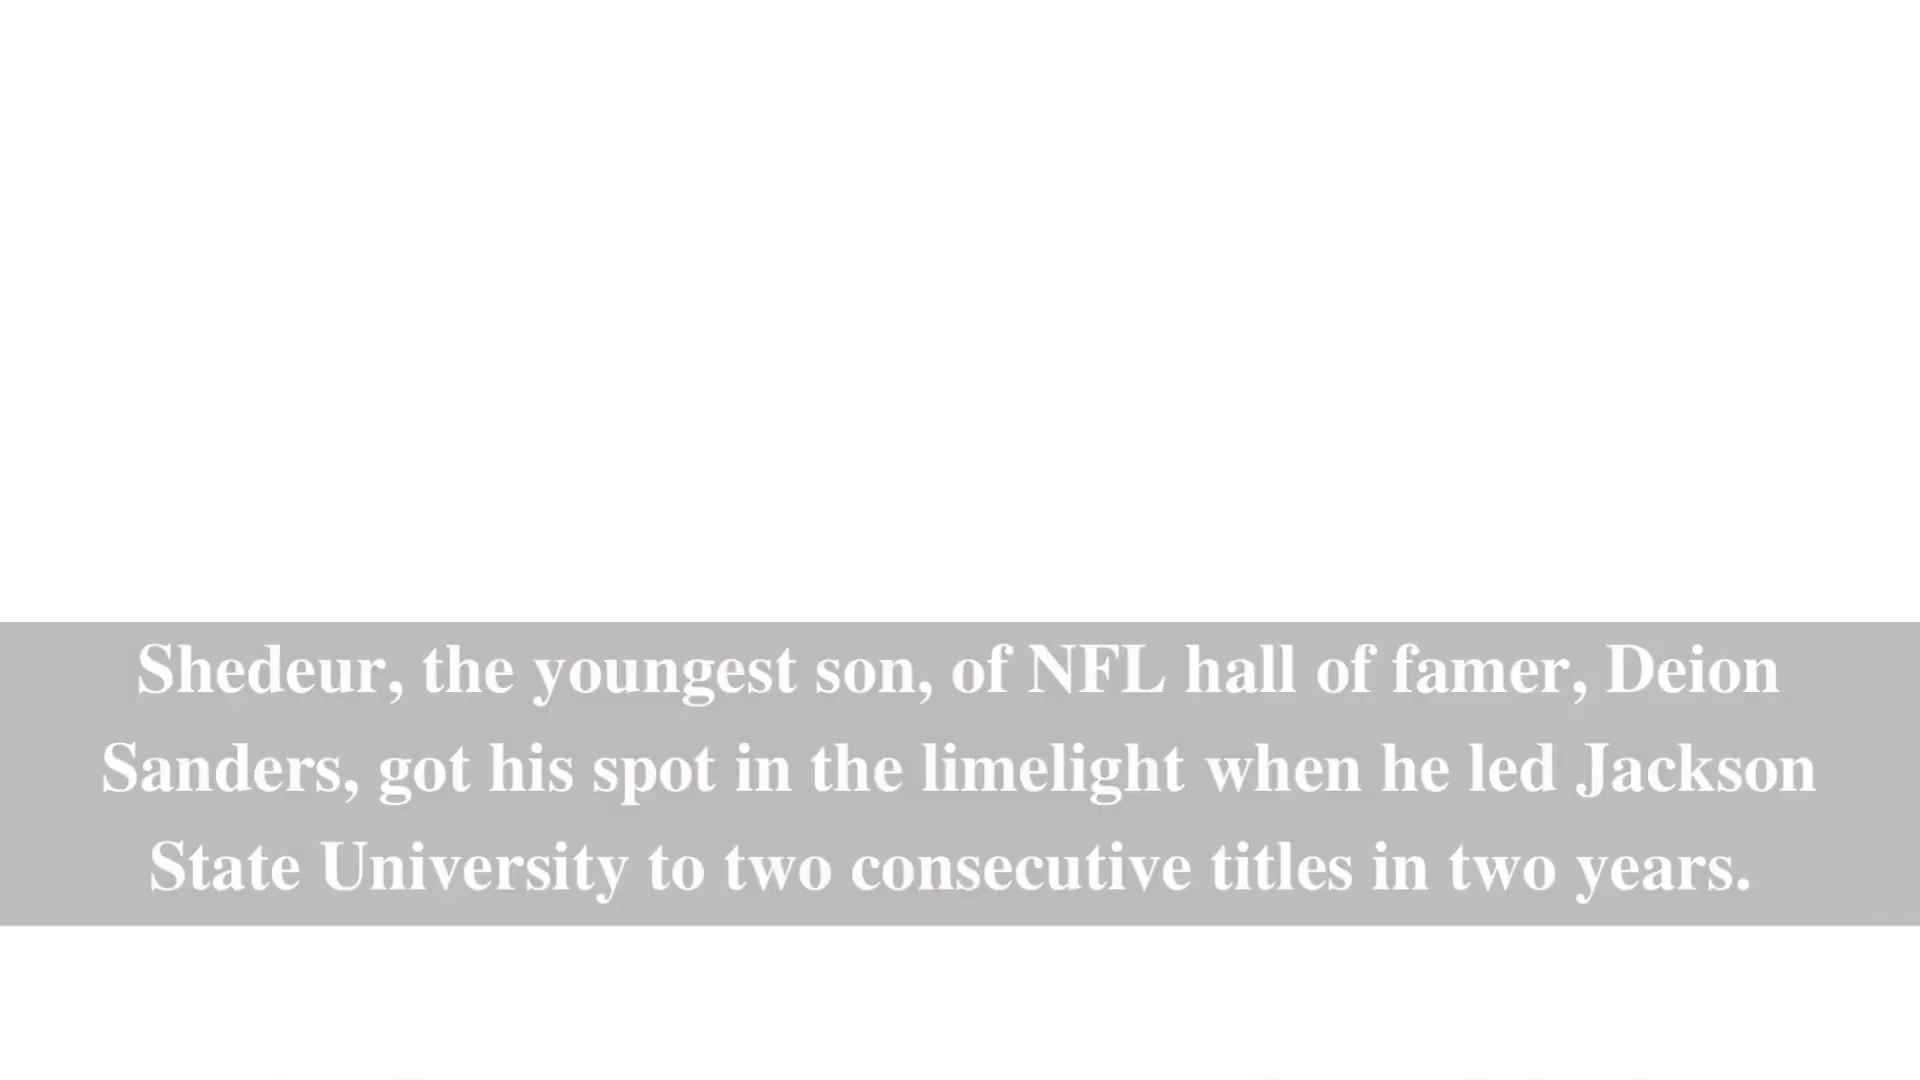 Shedeur, the youngest son, of NFL hall of famer, Deion
Sanders, got his spot in the limelight when he led Jackson
State University to two consecutive titles in two years.